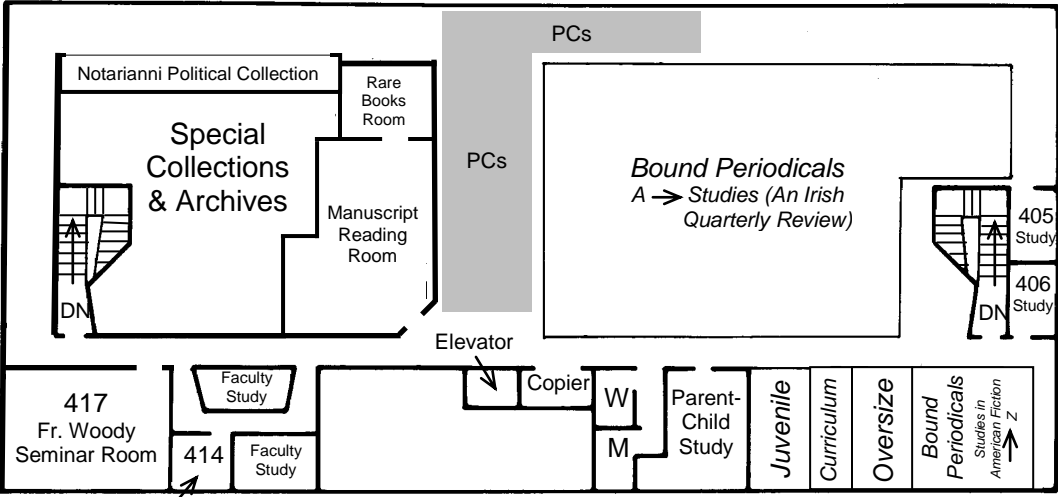 PCs
Notarianni Political Collection
Rare
Books
Room
Special
Collections
& Archives
PCs
Bound Periodicals
A → Studies (An Irish
Quarterly Review)
Manuscript
Reading
Room
405
Study
406
Study
DN
DN
Elevator
Copier
Faculty
Study
417
Fr. Woody
Seminar Room
414
Faculty
Study
W
M
Parent-
Child
Study
Juvenile
Curriculum
Oversize
Bound
Periodicals
Studies in
American Fiction
→ Z